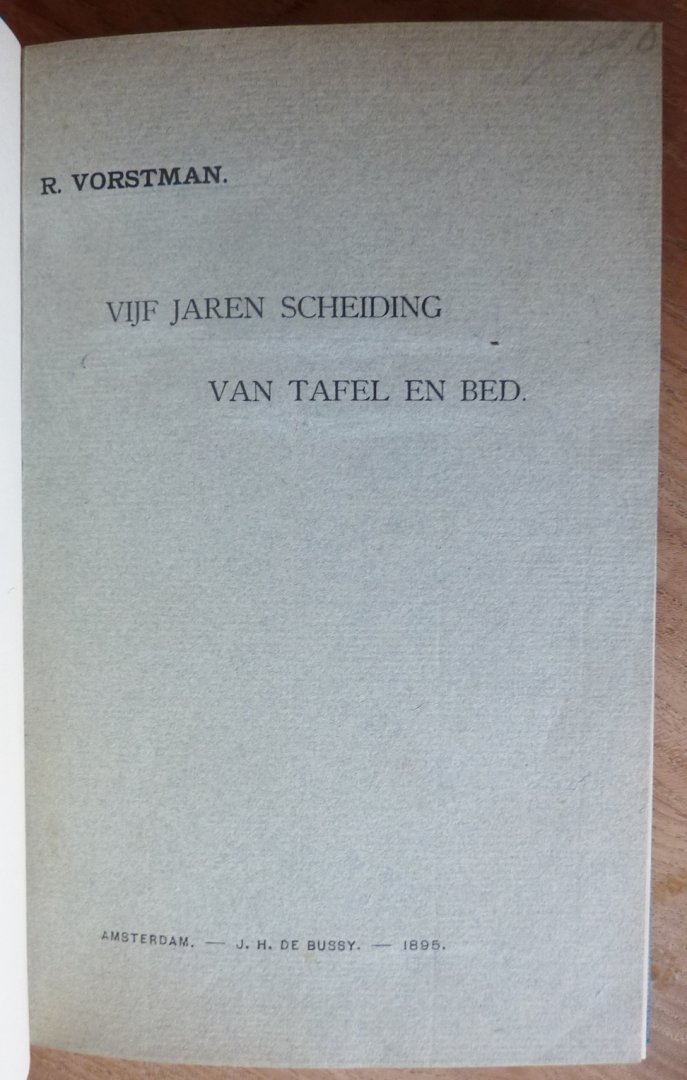 R. VORSTMAN.
VIJF JAREN SCHEIDING
VAN TAFEL EN BED.
AMSTERDAM. — J. H. DE BUSSY. — 1895.